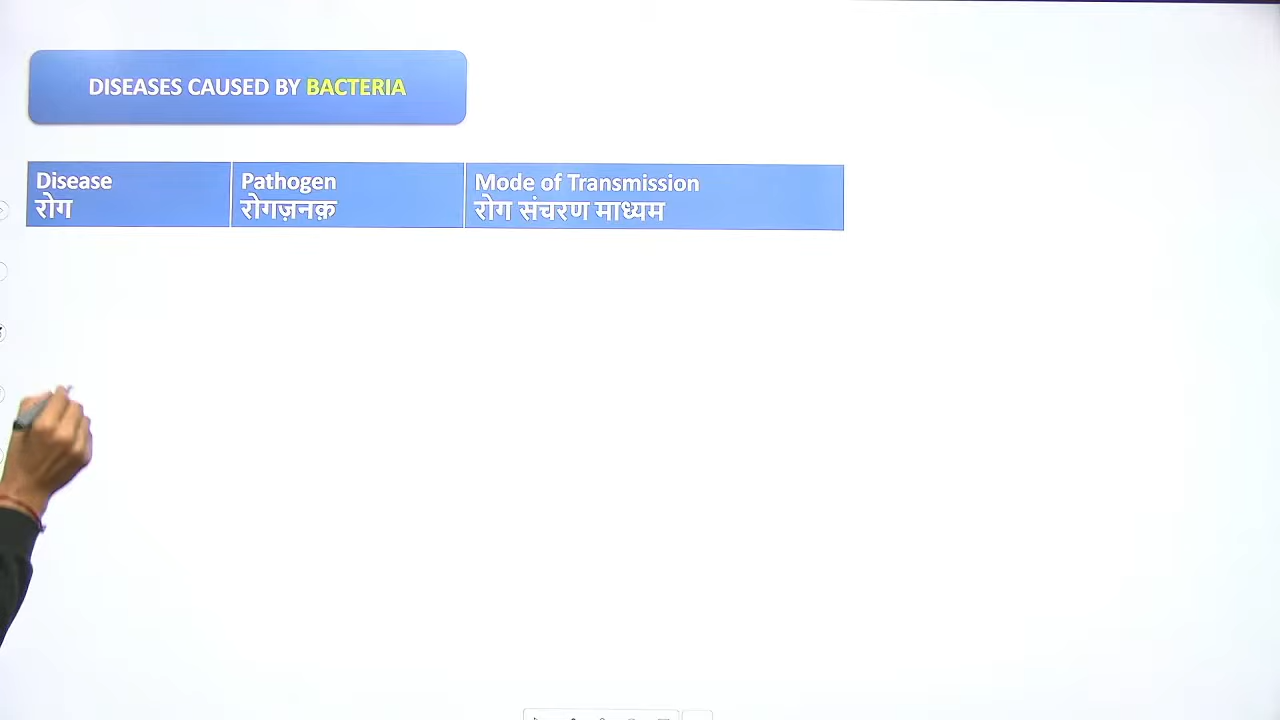 DISEASES CAUSED BY BACTERIA
Disease
रोग
Pathogen
रोगज़नक़
Mode of Transmission
रोग संचरण माध्यम